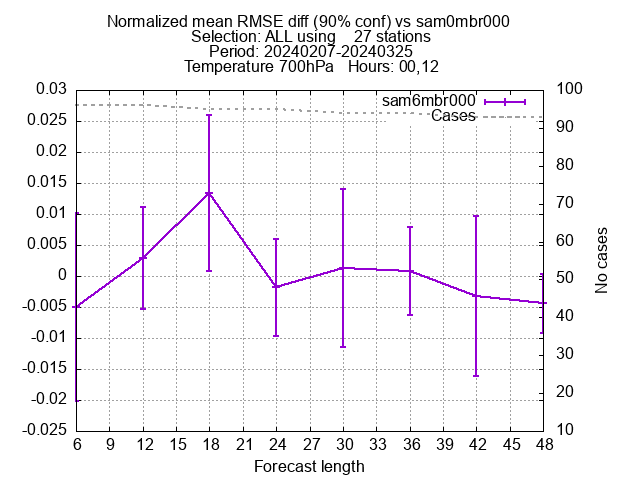 Normalized mean RMSE diff (90% conf) vs sam0mbr000
Selection: ALL using    27 stations
Period: 20240207-20240325
Temperature 700hPa   Hours: 00,12
sam6mbr000
Cases
0.03
0.025
0.02
0.015
0.01
0.005
0
-0.005
-0.01
-0.015
-0.02
-0.025
100
90
80
70
60
50
40
30
20
10
No cases
6 9 12 15 18 21 24 27 30 33 36 39 42 45 48
Forecast length